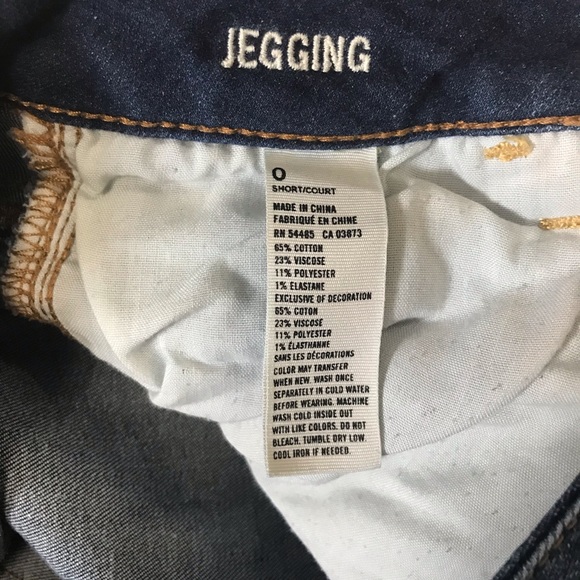 JEGGING
0
SHORT/COURT
MADE IN CHINA
FABRIQUÉ EN CHINE
RN 54485 CA 03873
65% COTTON
23% VISCOSE
11% POLYESTER
1% ELASTANE
EXCLUSIVE OF DECORATION
65% COTON
23% VISCOSE
11% POLYESTER
1% ÉLASTHANNE
SANS LES DÉCORATIONS
COLOR MAY TRANSFER
WHEN NEW. WASH ONCE
SEPARATELY IN COLD WATER
BEFORE WEARING. MACHINE
WASH COLD INSIDE OUT
WITH LIKE COLORS. DO NOT
BLEACH. TUMBLE DRY LOW.
COOL IRON IF NEEDED.